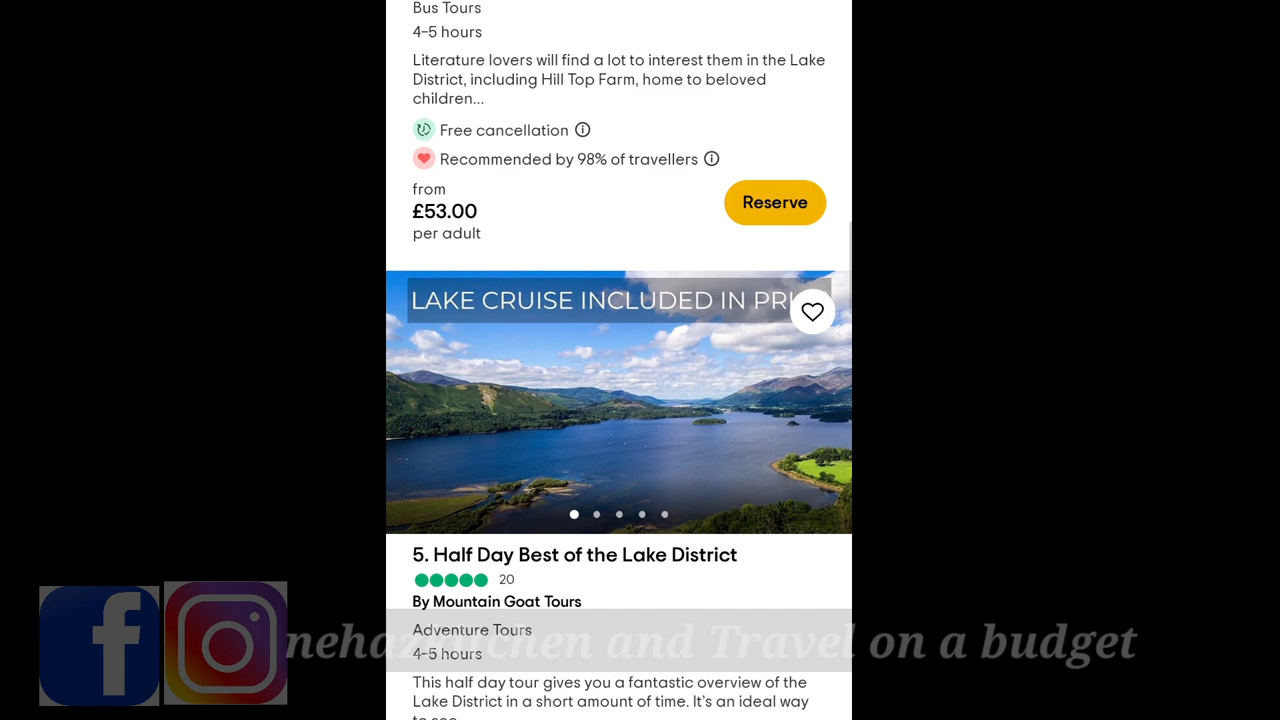 Bus Tours
4-5 hours
Literature lovers will find a lot to interest them in the Lake
District, including Hill Top Farm, home to beloved
children...
Free cancellation
Recommended by 98% of travellers
from
£53.00
per adult
Reserve
LAKE CRUISE INCLUDED IN
5. Half Day Best of the Lake District
20
By Mountain Goat Tours
Adventure Tours
4-5 hours
nehaz kitchen and Travel on a budget
This half day tour gives you a fantastic overview of the
Lake District in a short amount of time. It's an ideal way
to see